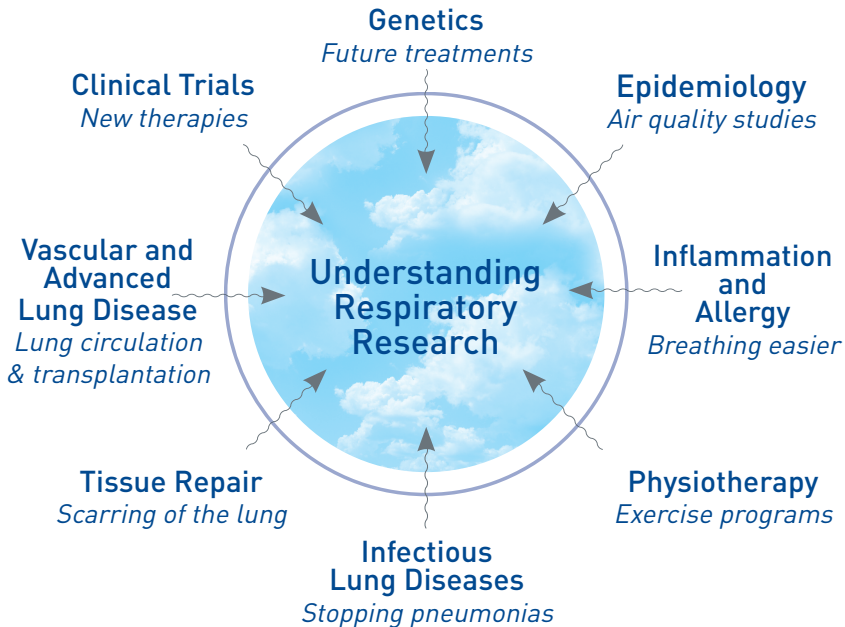 Genetics
Future treatments
Clinical Trials
New therapies
Epidemiology
Air quality studies
Vascular and
Advanced
Lung Disease
Lung circulation
& transplantation
Understanding
Respiratory
Research
Inflammation
and
Allergy
Breathing easier
Tissue Repair
Scarring of the lung
Physiotherapy
Exercise programs
Infectious
Lung Diseases
Stopping pneumonias